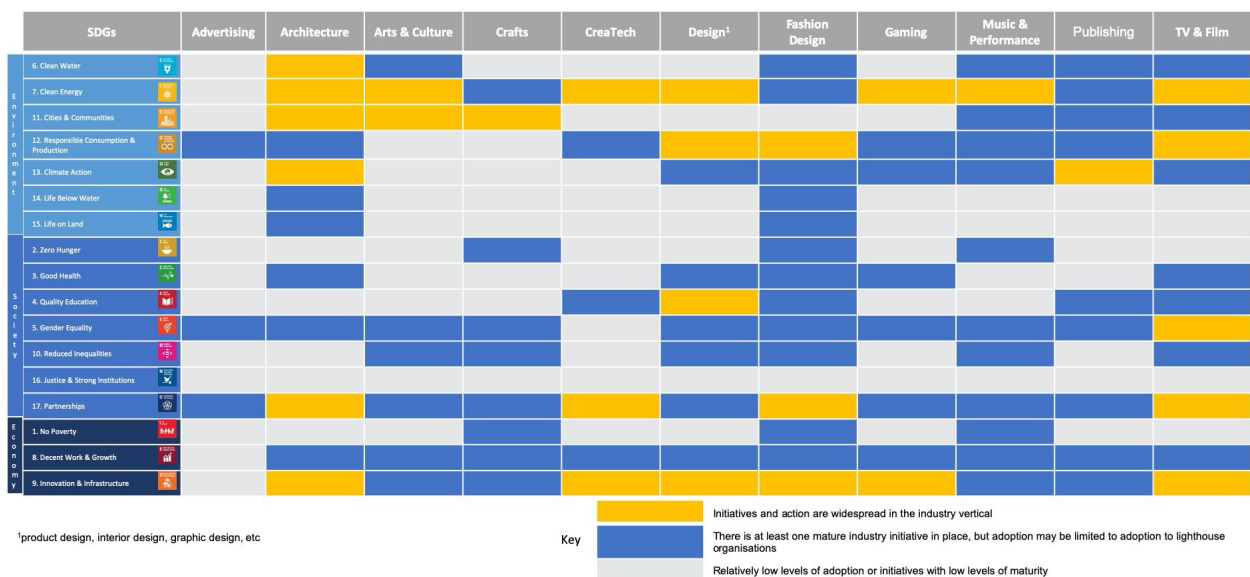 SDGs
Advertising
Architecture
Arts & Culture
Crafts
CreaTech
Design¹
Fashion
Design
Gaming
Music &
Performance
Publishing
TV & Film
Environment
6. Clean Water
7. Clean Energy
11. Cities & Communities
12. Responsible Consumption &
Production
13. Climate Action
14. Life Below Water
15. Life on Land
Society
2. Zero Hunger
3. Good Health
4. Quality Education
5. Gender Equality
10. Reduced Inequalities
16. Justice & Strong Institutions
17. Partnerships
Economy
1. No Poverty
8. Decent Work & Growth
9. Innovation & Infrastructure
¹product design, interior design, graphic design, etc
Key
Initiatives and action are widespread in the industry vertical
There is at least one mature industry initiative in place, but adoption may be limited to adoption to lighthouse
organisations
Relatively low levels of adoption or initiatives with low levels of maturity